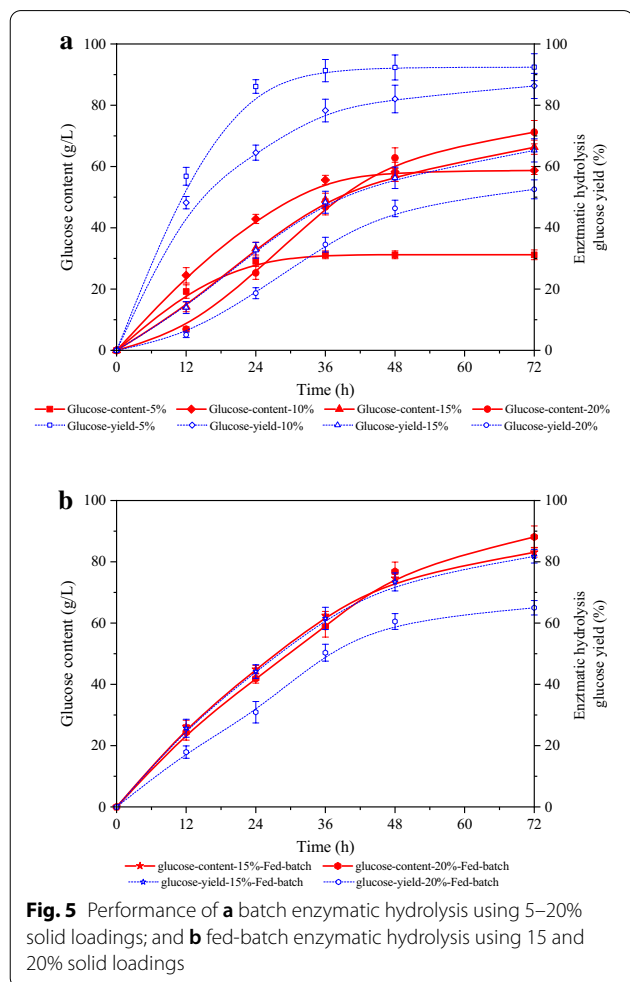 a
100
80
60
40
20
0
Glucose content (g/L)
100
80
60
40
20
0
Enztmatic hydrolysis
glucose yield (%)
0 12 24 36 48 72
Time (h)
Glucose-content-5% Glucose-content-10% Glucose-content-15% Glucose-content-20%
Glucose-yield-5% Glucose-yield-10% Glucose-yield-15% Glucose-yield-20%
b
100
80
60
40
20
0
Glucose content (g/L)
100
80
60
40
20
0
Enztmatic hydrolysis
glucose yield (%)
0 12 24 36 48 72
Time (h)
glucose-content-15%-Fed-batch glucose-content-20%-Fed-batch
glucose-yield-15%-Fed-batch glucose-yield-20%-Fed-batch
Fig. 5 Performance of a batch enzymatic hydrolysis using 5–20%
solid loadings; and b fed-batch enzymatic hydrolysis using 15 and
20% solid loadings